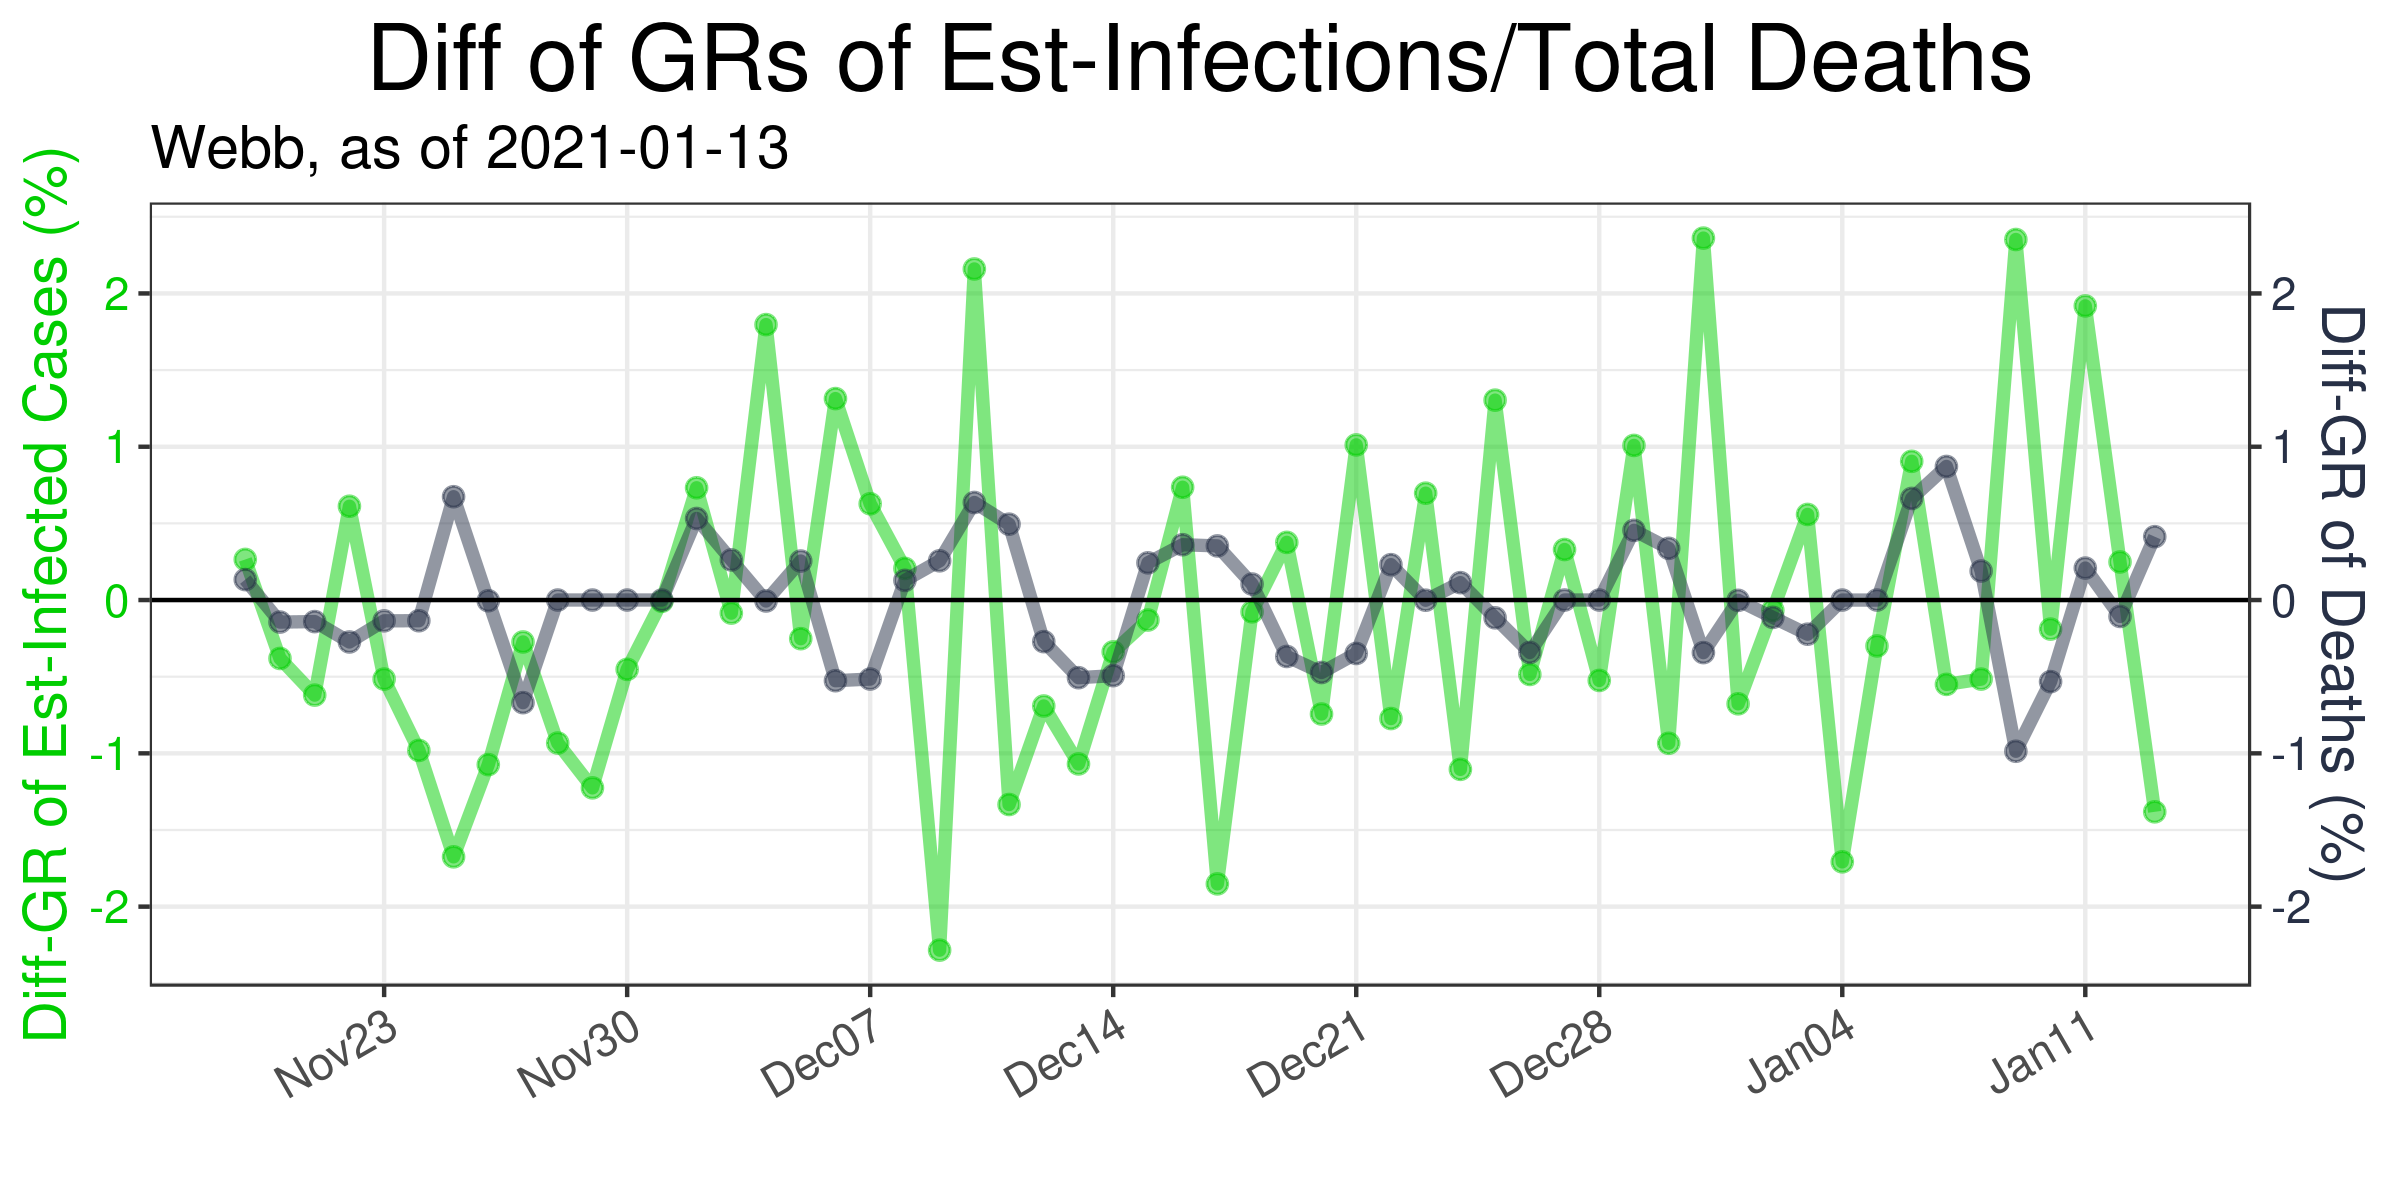 Diff of GRs of Est-Infections/Total Deaths
Webb, as of 2021-01-13
Diff-GR of Est-Infected Cases (%)
2
1
0
-1
-2
2
1
0
-1
-2
Diff-GR of Deaths (%)
Nov23
Nov30
Dec07
Dec14
Dec21
Dec28
Jan04
Jan11